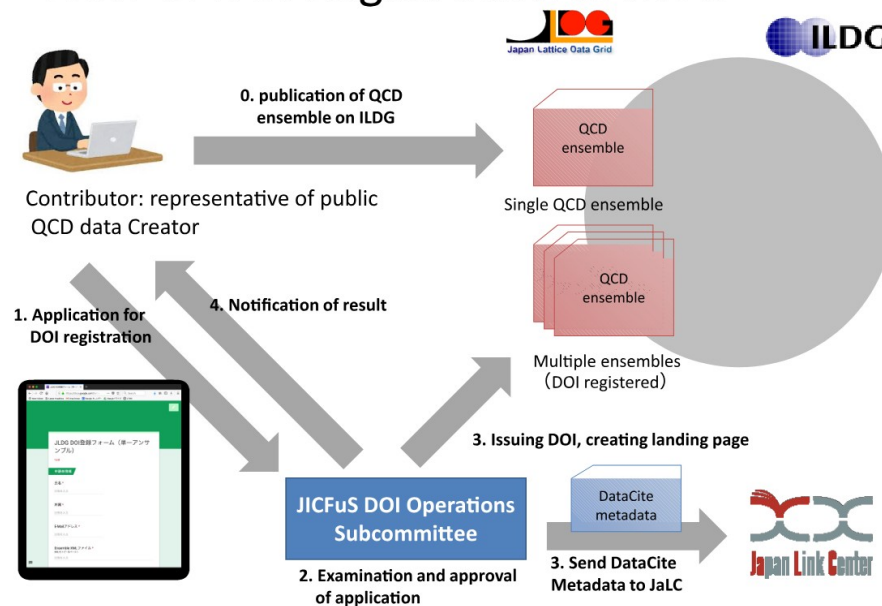 JLDG
Japan Lattice Data Grid
ILDG
0. publication of QCD
ensemble on ILDG
QCD
ensemble
Contributor: representative of public
QCD data Creator
Single QCD ensemble
QCD
ensemble
1. Application for
DOI registration
4. Notification of result
Multiple ensembles
(DOI registered)
JLDG DOI登録フォーム（単一アンサ
ンブル）
3. Issuing DOI, creating landing page
JICFuS DOI Operations
Subcommittee
DataCite
metadata
Japan Link Center
2. Examination and approval
of application
3. Send DataCite
Metadata to JaLC